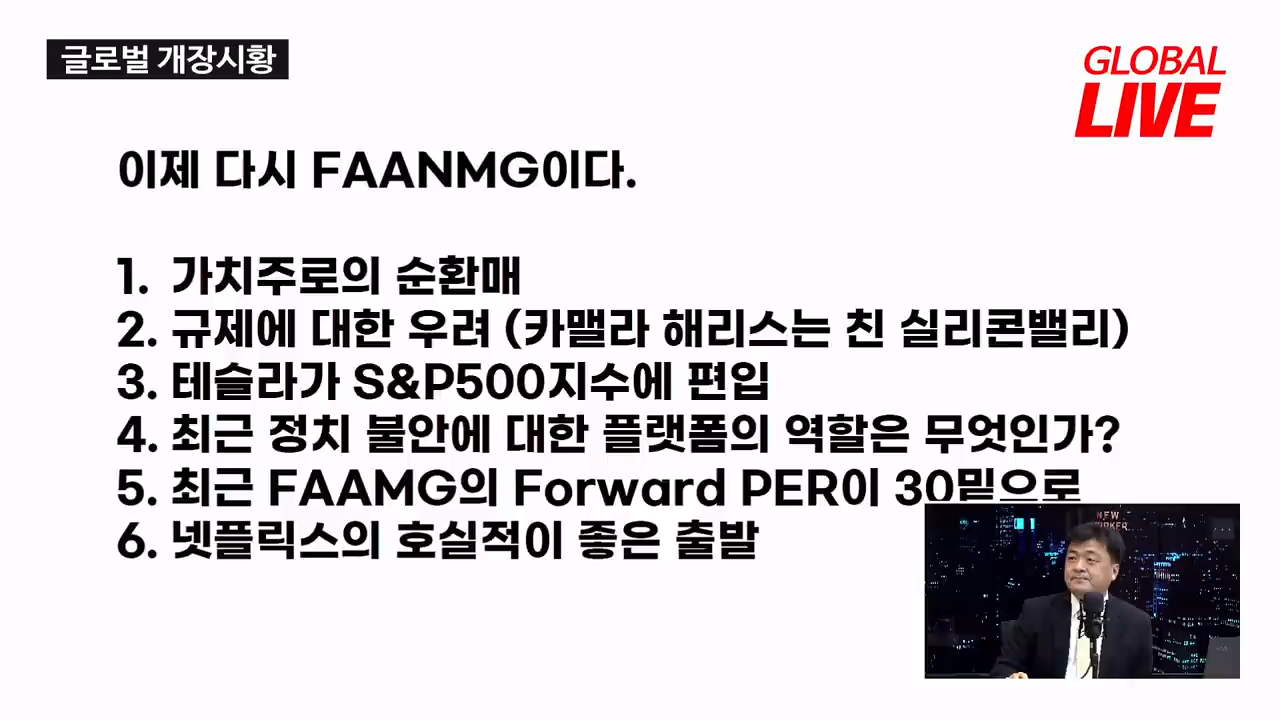 글로벌 개장시황
GLOBAL
LIVE
이제 다시 FAANMG이다.
1. 가치주로의 순환매
2. 규제에 대한 우려 (카맬라 해리스는 친 실리콘밸리)
3. 테슬라가 S&P500지수에 편입
4. 최근 정치 불안에 대한 플랫폼의 역할은 무엇인가?
5. 최근 FAAMG의 Forward PER이 30밑으로
6. 넷플릭스의 호실적이 좋은 출발
NEW